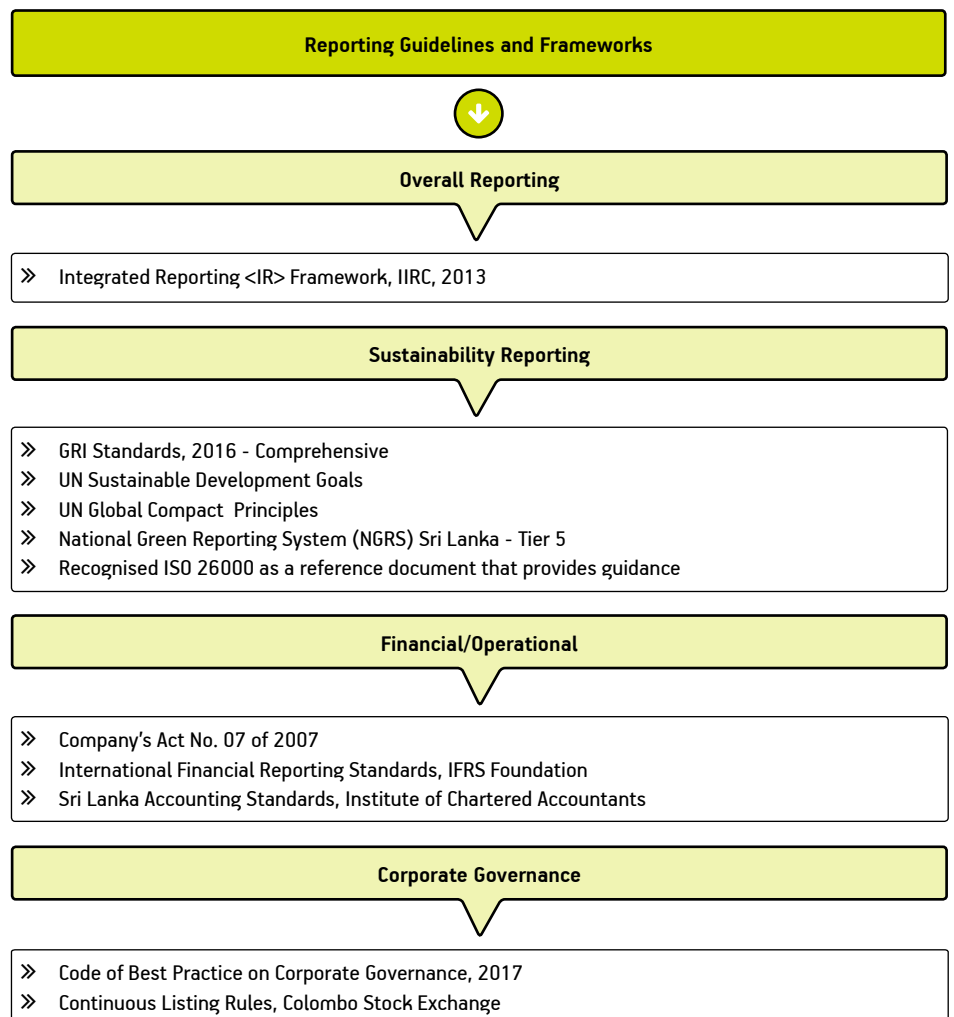 Reporting Guidelines and Frameworks
Overall Reporting
Integrated Reporting <IR> Framework, IIRC, 2013
Sustainability Reporting
GRI Standards, 2016 - Comprehensive
UN Sustainable Development Goals
UN Global Compact Principles
National Green Reporting System (NGRS) Sri Lanka - Tier 5
Recognised ISO 26000 as a reference document that provides guidance
Financial/Operational
Company's Act No. 07 of 2007
International Financial Reporting Standards, IFRS Foundation
Sri Lanka Accounting Standards, Institute of Chartered Accountants
Corporate Governance
Code of Best Practice on Corporate Governance, 2017
Continuous Listing Rules, Colombo Stock Exchange